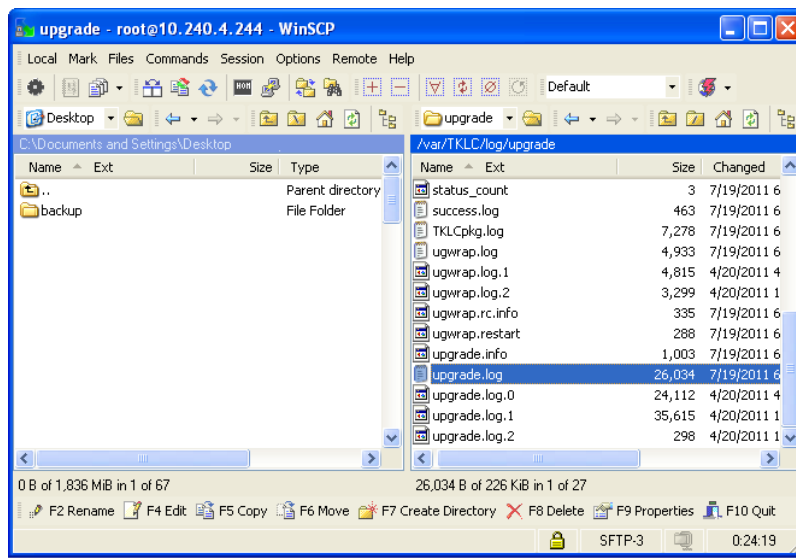 upgrade - root@10.240.4.244 - WinSCP
Local Mark Files Commands Session Options Remote Help
Default
Desktop
upgrade
C:\Documents and Settings\Desktop
/var/TKLC/log/upgrade
Name Ext Size Type
Name Ext Size Changed
.. Parent directory
backup File Folder
status_count 3 7/19/2011 6
success.log 463 7/19/2011 6
TKLCpkg.log 7,278 7/19/2011 6
ugwrap.log 4,933 7/19/2011 6
ugwrap.log.1 4,815 4/20/2011 4
ugwrap.log.2 3,299 4/20/2011 1
ugwrap.rc.info 335 7/19/2011 6
ugwrap.restart 288 7/19/2011 6
upgrade.info 1,003 7/19/2011 6
upgrade.log 26,034 7/19/2011 6
upgrade.log.0 24,112 4/20/2011 4
upgrade.log.1 35,615 4/20/2011 1
upgrade.log.2 298 4/20/2011 1
0 B of 1,836 MiB in 1 of 67
26,034 B of 226 KiB in 1 of 27
F2 Rename F4 Edit F5 Copy F6 Move F7 Create Directory F8 Delete F9 Properties F10 Quit
SFTP-3 0:24:19